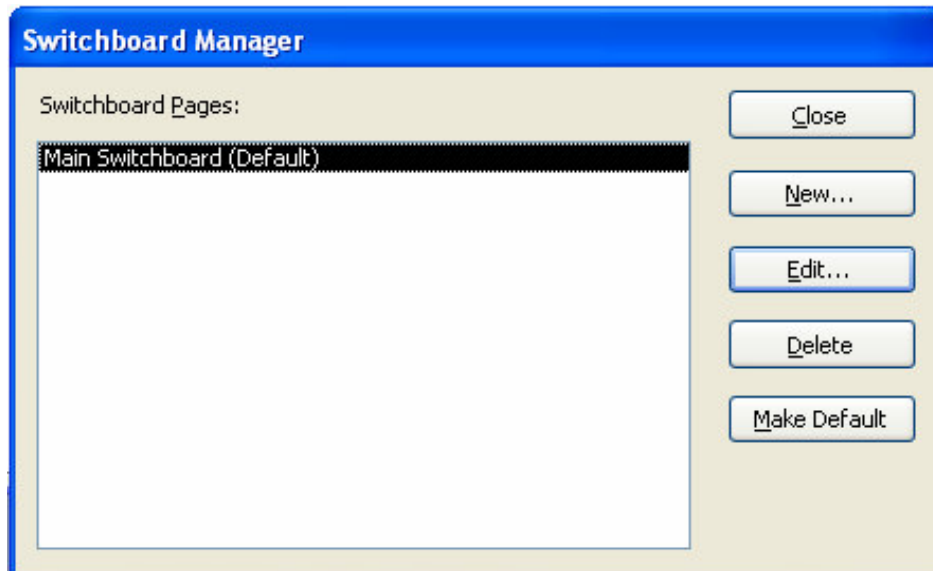 Switchboard Manager
Switchboard Pages:
Main Switchboard (Default)
Close
New...
Edit...
Delete
Make Default